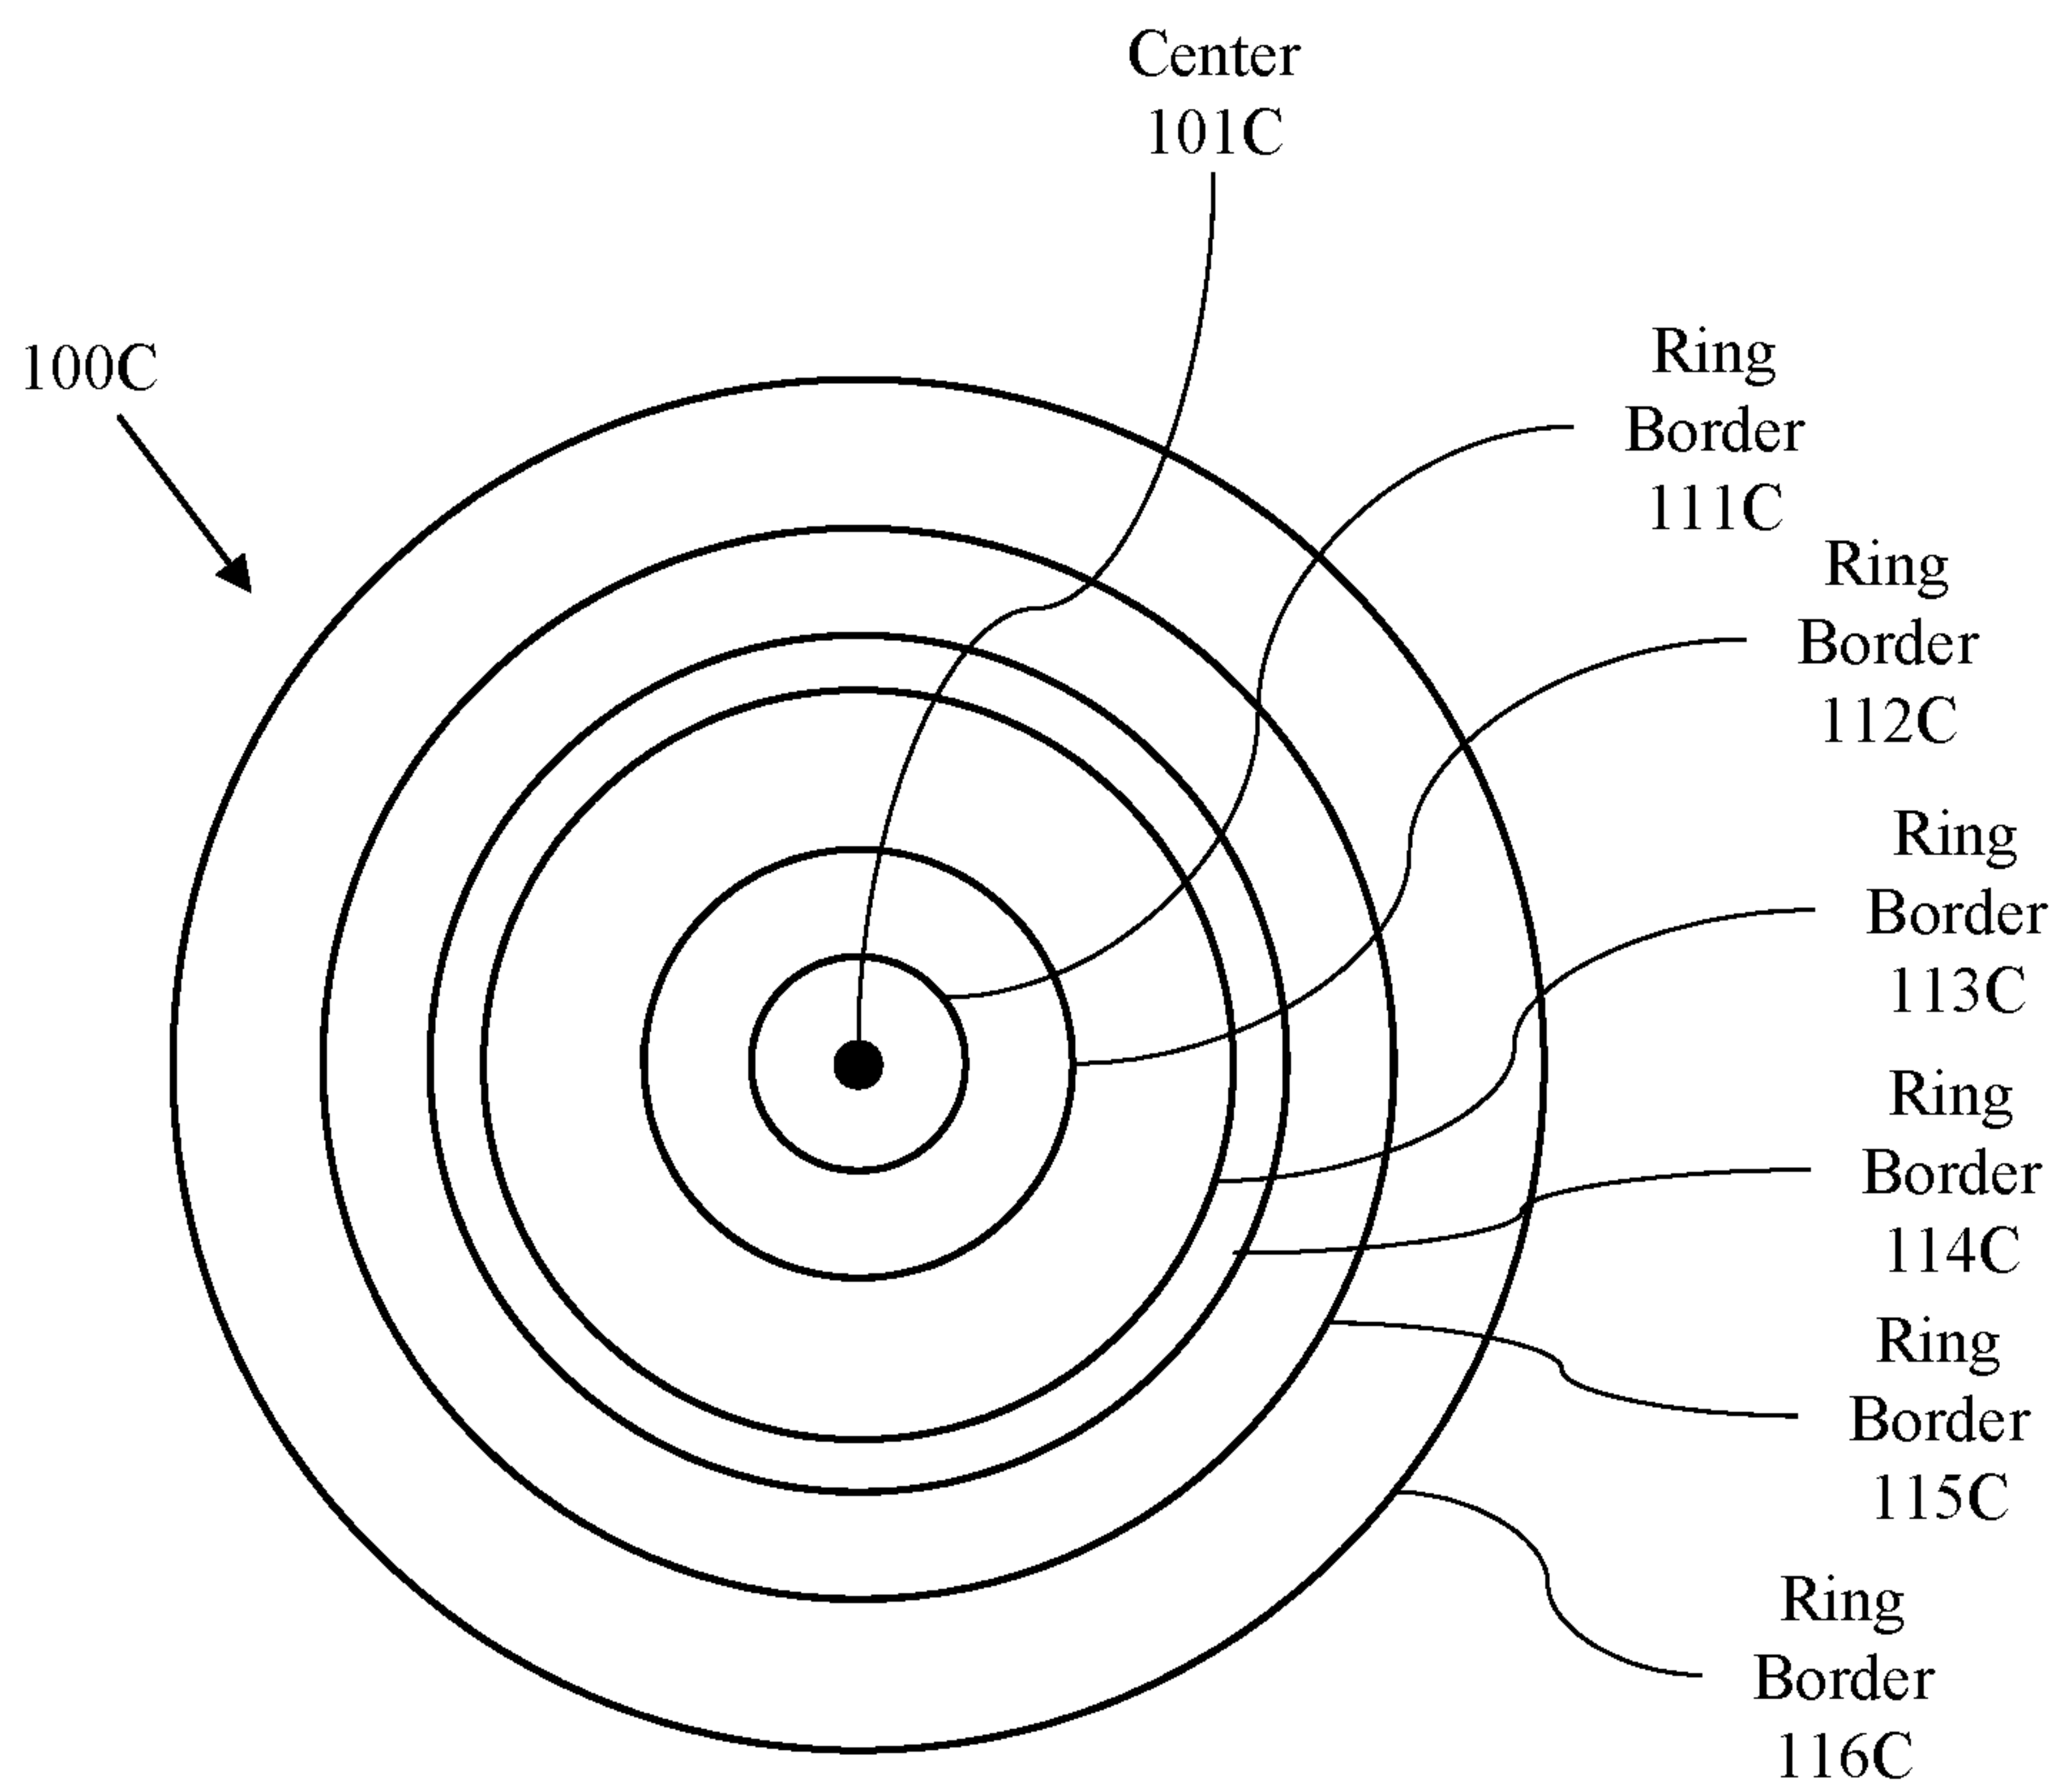 Center
101C
100C
Ring
Border
111C
Ring
Border
112C
Ring
Border
113C
Ring
Border
114C
Ring
Border
115C
Ring
Border
116C